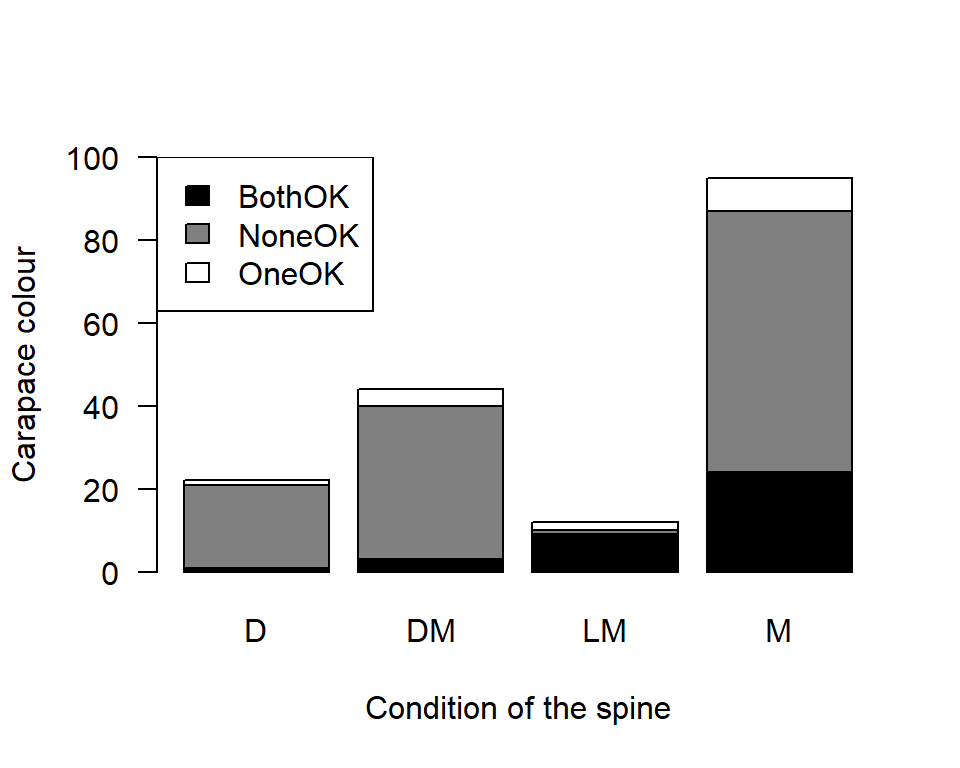 100
80
60
40
20
0
Carapace colour
BothOK
NoneOK
OneOK
D DM LM M
Condition of the spine